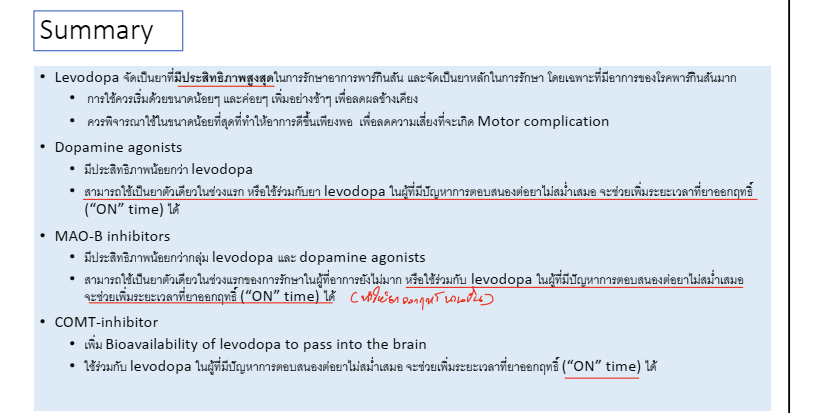 Summary
• Levodopa จัดเป็นยาที่มีประสิทธิภาพสูงสุดในการรักษาอาการพาร์กินสัน และจัดเป็นยาหลักในการรักษา โดยเฉพาะที่มีอาการของโรคพาร์กินสันมาก
• การใช้ควรเริ่มด้วยขนาดน้อยๆ และค่อยๆ เพิ่มอย่างช้าๆ เพื่อลดผลข้างเคียง
• ควรพิจารณาใช้ในขนาดน้อยที่สุดที่ทำให้อาการดีขึ้นเพียงพอ เพื่อลดความเสี่ยงที่จะเกิด Motor complication
• Dopamine agonists
• มีประสิทธิภาพน้อยกว่า levodopa
• สามารถใช้เป็นยาตัวเดียวในช่วงแรก หรือใช้ร่วมกับยา levodopa ในผู้ที่มีปัญหาการตอบสนองต่อยาไม่สม่ำเสมอ จะช่วยเพิ่มระยะเวลาที่ยาออกฤทธิ์
(“ON” time) ได้
• MAO-B inhibitors
• มีประสิทธิภาพน้อยกว่ากลุ่ม levodopa และ dopamine agonists
• สามารถใช้เป็นยาตัวเดียวในช่วงแรกของการรักษาในผู้ที่อาการยังไม่มาก หรือใช้ร่วมกับ levodopa ในผู้ที่มีปัญหาการตอบสนองต่อยาไม่สม่ำเสมอ
จะช่วยเพิ่มระยะเวลาที่ยาออกฤทธิ์ (“ON” time) ได้
• COMT-inhibitor
• เพิ่ม Bioavailability of levodopa to pass into the brain
• ใช้ร่วมกับ levodopa ในผู้ที่มีปัญหาการตอบสนองต่อยาไม่สม่ำเสมอ จะช่วยเพิ่มระยะเวลาที่ยาออกฤทธิ์ (“ON” time) ได้